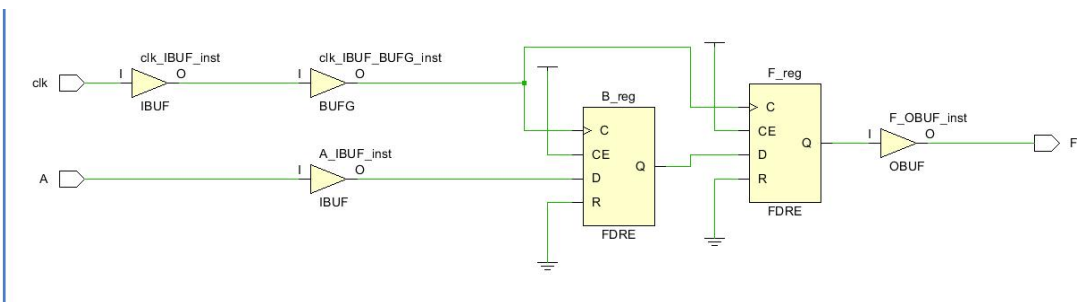 clk
clk_IBUF_inst
I
O
IBUF
clk_IBUF_BUFG_inst
I
O
BUFG
A
A_IBUF_inst
I
O
IBUF
B_reg
C
CE
D
R
Q
FDRE
F_reg
C
CE
D
R
Q
FDRE
F_OBUF_inst
I
O
OBUF
F